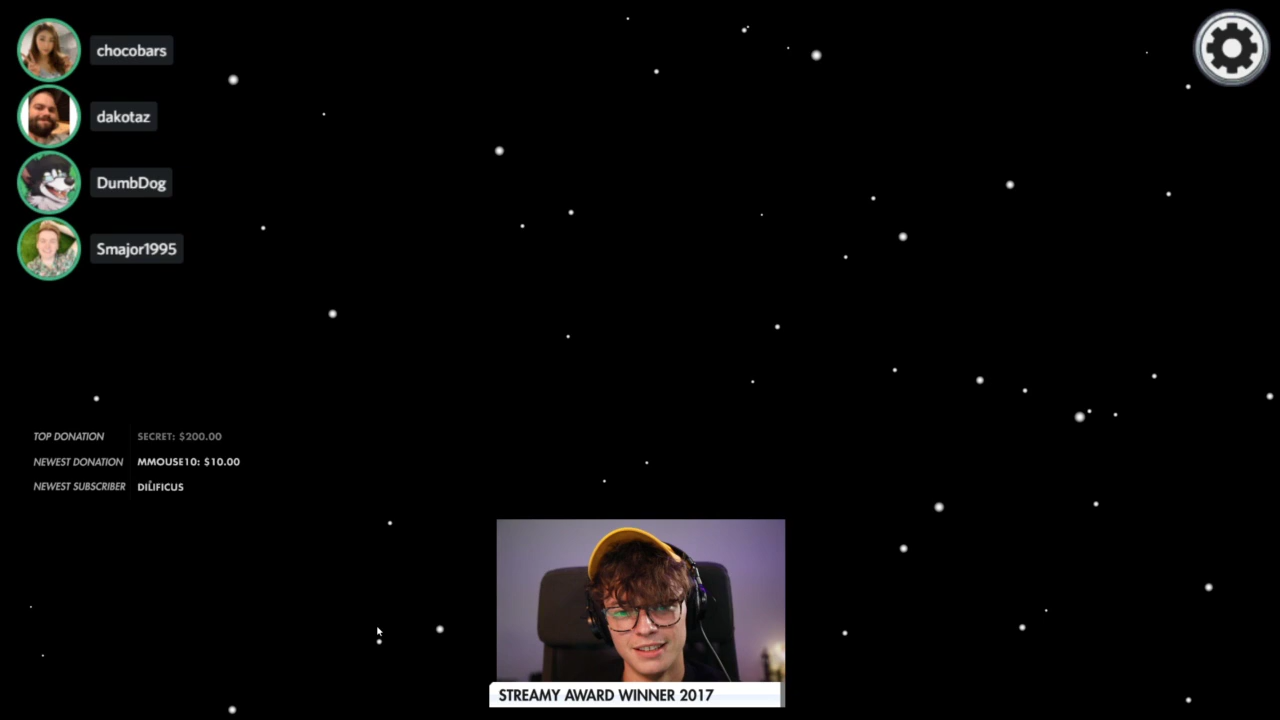 chocobars
dakotaz
DumbDog
Smajor1995
TOP DONATION SECRET: $200.00
NEWEST DONATION MMOUSE10: $10.00
NEWEST SUBSCRIBER DILIFICUS
STREAMY AWARD WINNER 2017